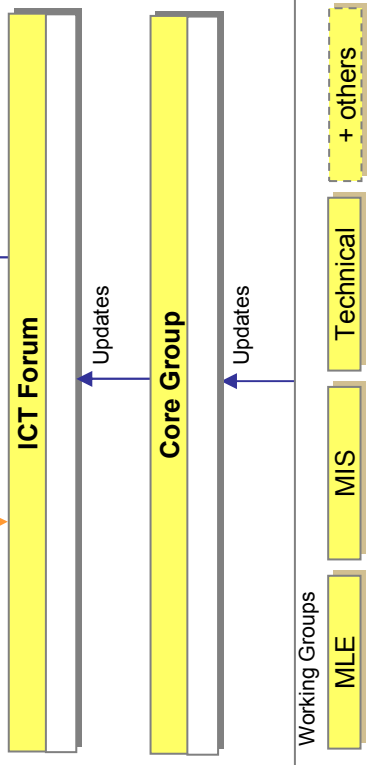 ICT Forum
Updates
Core Group
Updates
Working Groups
MLE
MIS
Technical
+ others